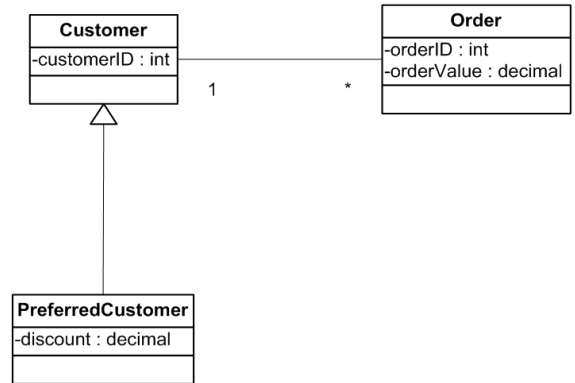 Customer
-customerID : int
1
*
Order
-orderID : int
-orderValue : decimal
PreferredCustomer
-discount : decimal